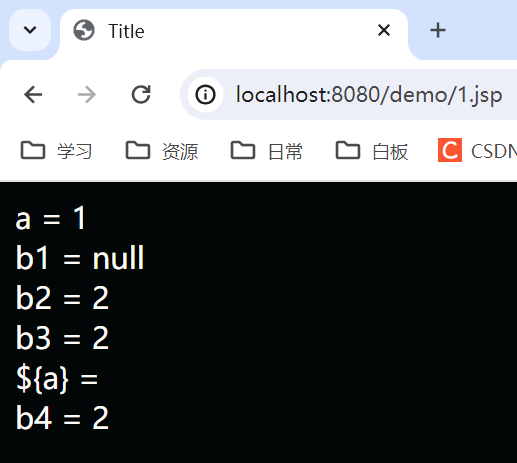 Title
localhost:8080/demo/1.jsp
学习 资源 日常 白板 C CSDN
a = 1
b1 = null
b2 = 2
b3 = 2
${a} =
b4 = 2